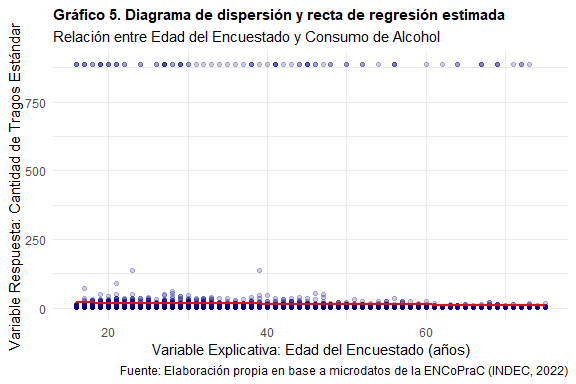 Gráfico 5. Diagrama de dispersión y recta de regresión estimada
Relación entre Edad del Encuestado y Consumo de Alcohol
Variable Respuesta: Cantidad de Tragos Estándar
750
500
250
0
20
40
60
Variable Explicativa: Edad del Encuestado (años)
Fuente: Elaboración propia en base a microdatos de la ENCoPraC (INDEC, 2022)